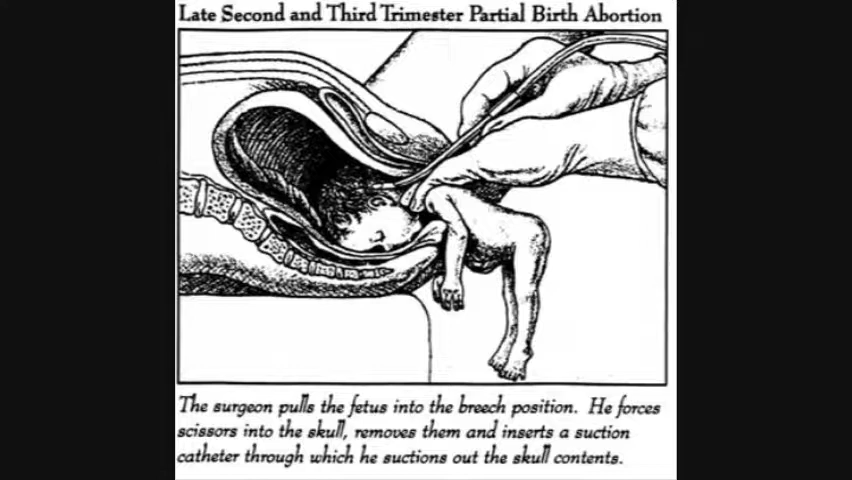 Late Second and Third Trimester Partial Birth Abortion
The surgeon pulls the fetus into the breech position. He forces
scissors into the skull, removes them and inserts a suction
catheter through which he suctions out the skull contents.